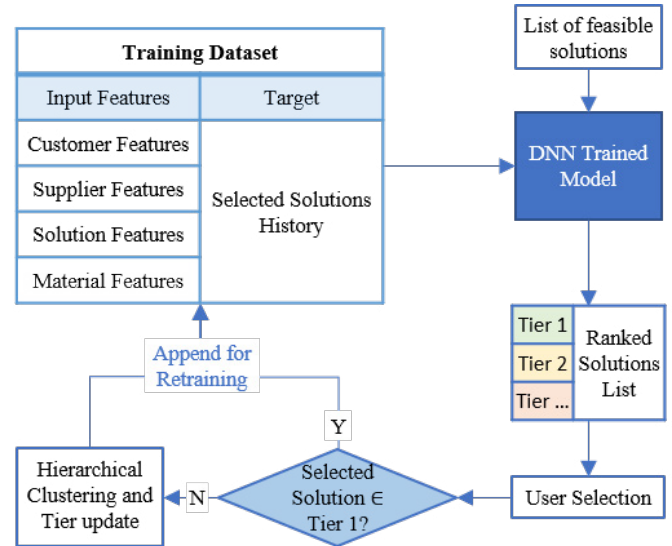 Training Dataset
Input Features
Target
Customer Features
Supplier Features
Solution Features
Material Features
Selected Solutions
History
List of feasible
solutions
DNN Trained
Model
Tier 1
Tier 2
Tier ...
Ranked
Solutions
List
User Selection
Selected
Solution ∈
Tier 1?
Y
N
Hierarchical
Clustering and
Tier update
Append for
Retraining